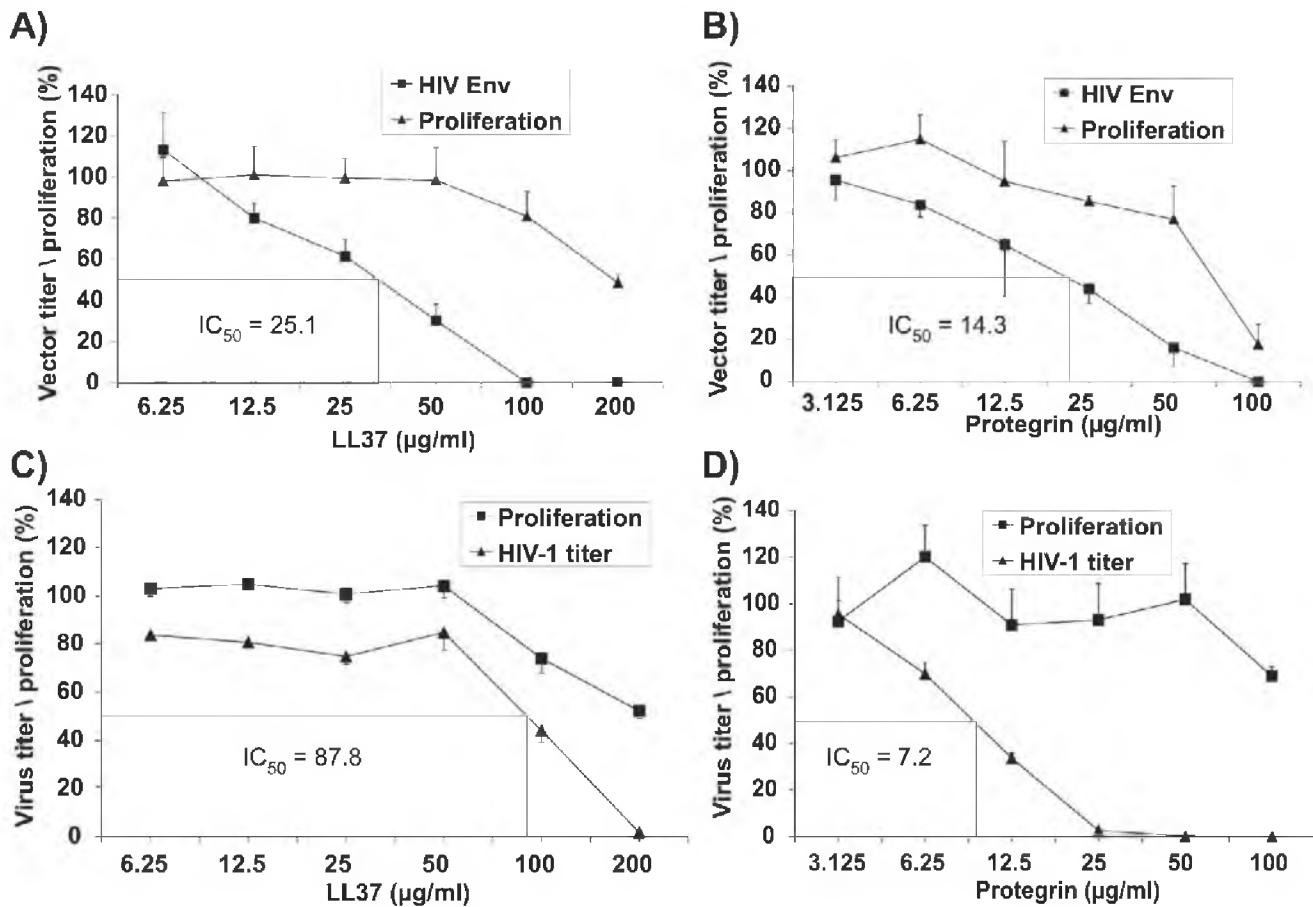 A)
HIV Env
Proliferation
Vector titer \ proliferation (%)
140
120
100
80
60
40
20
0
IC50 = 25.1
6.25 12.5 25 50 100 200
LL37 (µg/ml)
B)
HIV Env
Proliferation
Vector titer \ proliferation (%)
140
120
100
80
60
40
20
0
IC50 = 14.3
3.125 6.25 12.5 25 50 100
Protegrin (µg/ml)
C)
Proliferation
HIV-1 titer
Virus titer \ proliferation (%)
140
120
100
80
60
40
20
0
IC50 = 87.8
6.25 12.5 25 50 100 200
LL37 (µg/ml)
D)
Proliferation
HIV-1 titer
Virus titer \ proliferation (%)
140
120
100
80
60
40
20
0
IC50 = 7.2
3.125 6.25 12.5 25 50 100
Protegrin (µg/ml)